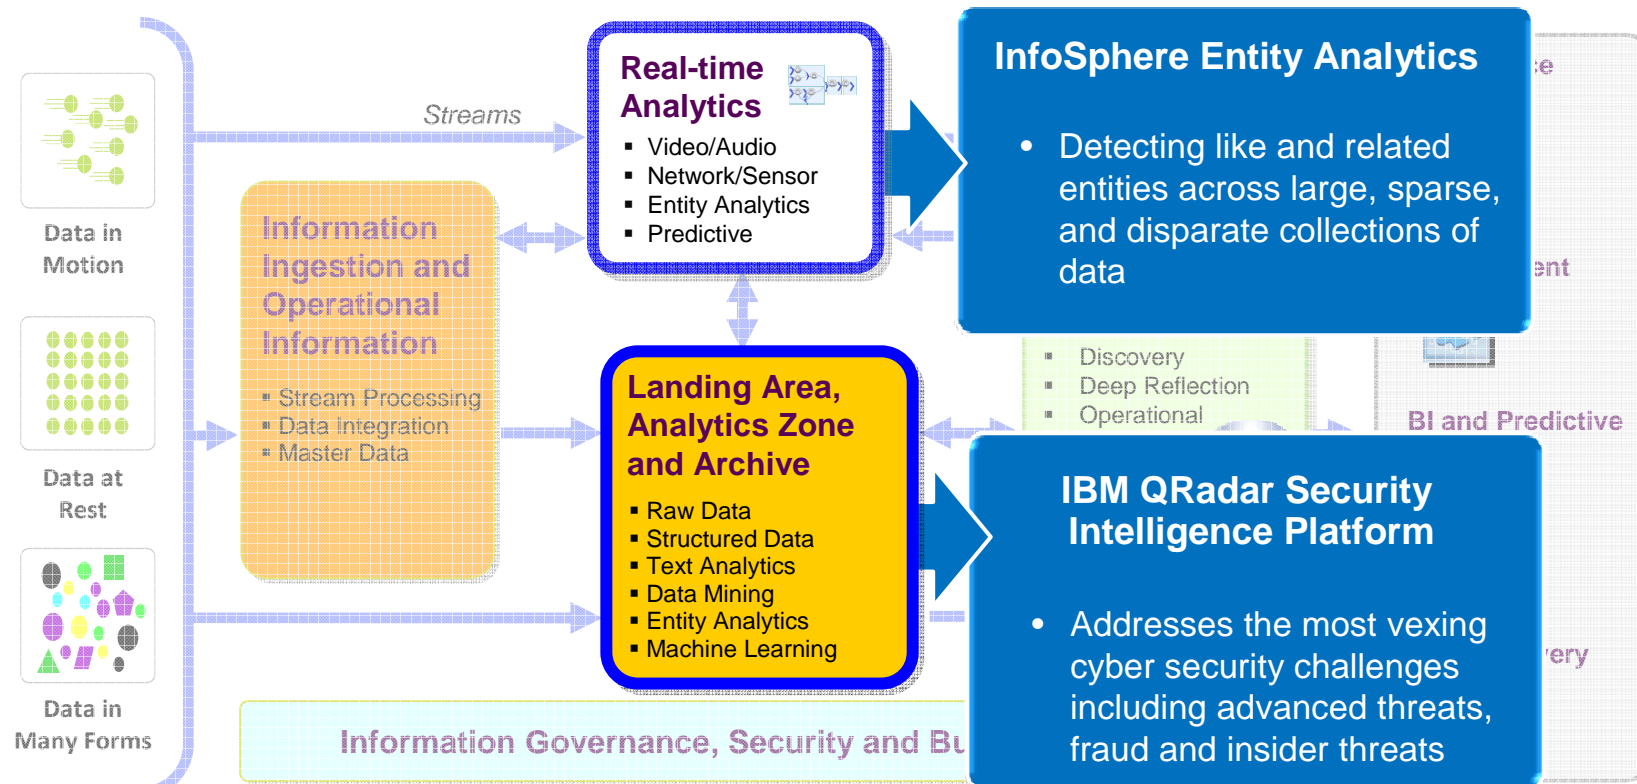 Data in
Motion
Data at
Rest
Data in
Many Forms
Streams
Information
Ingestion and
Operational
Information
▪ Stream Processing
▪ Data Integration
▪ Master Data
Real-time
Analytics
▪ Video/Audio
▪ Network/Sensor
▪ Entity Analytics
▪ Predictive
Landing Area,
Analytics Zone
and Archive
▪ Raw Data
▪ Structured Data
▪ Text Analytics
▪ Data Mining
▪ Entity Analytics
▪ Machine Learning
InfoSphere Entity Analytics
• Detecting like and related
entities across large, sparse,
and disparate collections of
data
▪ Discovery
▪ Deep Reflection
▪ Operational
BI and Predictive
IBM QRadar Security
Intelligence Platform
• Addresses the most vexing
cyber security challenges
including advanced threats,
fraud and insider threats
Information Governance, Security and